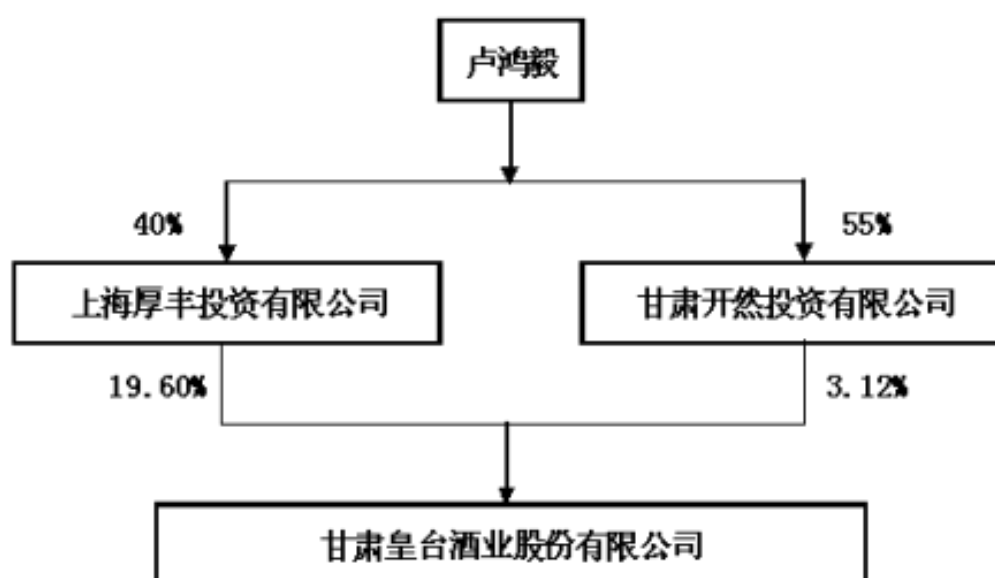 卢鸿毅
40%
55%
上海厚丰投资有限公司
甘肃开然投资有限公司
19.60%
3.12%
甘肃皇台酒业股份有限公司